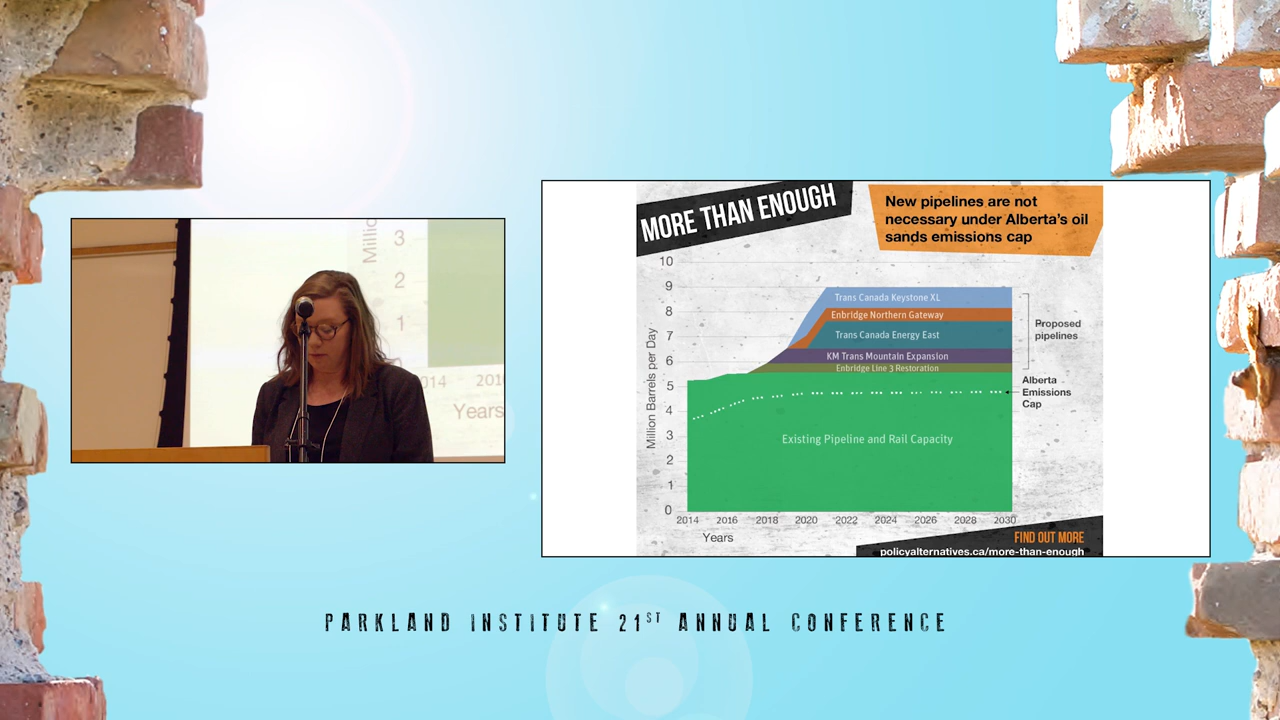 3
2
1
Years
MORE THAN ENOUGH
New pipelines are not
necessary under Alberta's oil
sands emissions cap
10
9
8
7
6
5
4
3
2
1
0
Million Barrels per Day
Trans Canada Keystone XL
Enbridge Northern Gateway
Trans Canada Energy East
KM Trans Mountain Expansion
Enbridge Line 3 Restoration
Existing Pipeline and Rail Capacity
Proposed
pipelines
Alberta
Emissions
Cap
2014 2016 2018 2020 2022 2024 2026 2028 2030
Years
FIND OUT MORE
policyalternatives.ca/more-than-enough
PARKLAND INSTITUTE 21ST ANNUAL CONFERENCE